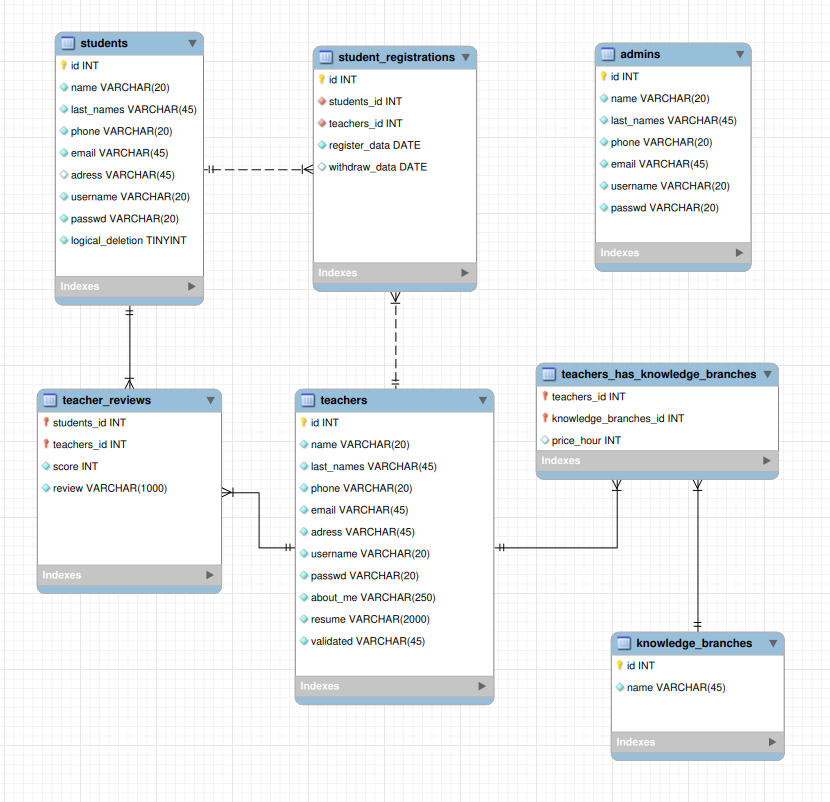 students
id INT
name VARCHAR(20)
last_names VARCHAR(45)
phone VARCHAR(20)
email VARCHAR(45)
adress VARCHAR(45)
username VARCHAR(20)
passwd VARCHAR(20)
logical_deletion TINYINT
Indexes
student_registrations
id INT
students_id INT
teachers_id INT
register_data DATE
withdraw_data DATE
Indexes
admins
id INT
name VARCHAR(20)
last_names VARCHAR(45)
phone VARCHAR(20)
email VARCHAR(45)
username VARCHAR(20)
passwd VARCHAR(20)
Indexes
teacher_reviews
students_id INT
teachers_id INT
score INT
review VARCHAR(1000)
Indexes
teachers
id INT
name VARCHAR(20)
last_names VARCHAR(45)
phone VARCHAR(20)
email VARCHAR(45)
adress VARCHAR(45)
username VARCHAR(20)
passwd VARCHAR(20)
about_me VARCHAR(250)
resume VARCHAR(2000)
validated VARCHAR(45)
Indexes
teachers_has_knowledge_branches
teachers_id INT
knowledge_branches_id INT
price_hour INT
Indexes
knowledge_branches
id INT
name VARCHAR(45)
Indexes